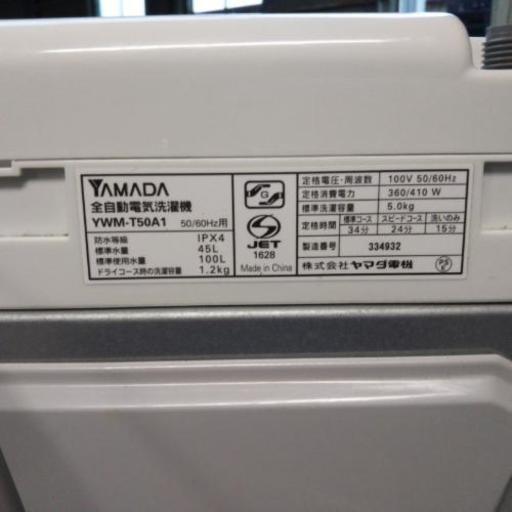 YAMADA
全自動電気洗濯機
YWM-T50A1 50/60Hz用
防水等級 IPX4
標準水量 45L
標準使用水量 100L
ドライコース時の洗濯容量 1.2kg
G
JET
1628
Made in China
定格電圧・周波数 100V 50/60Hz
定格消費電力 360/410 W
標準洗濯容量 5.0kg
定格時間 標準コース スピードコース 洗いのみ
34分 24分 15分
製造番号 334932
株式会社ヤマダ電機